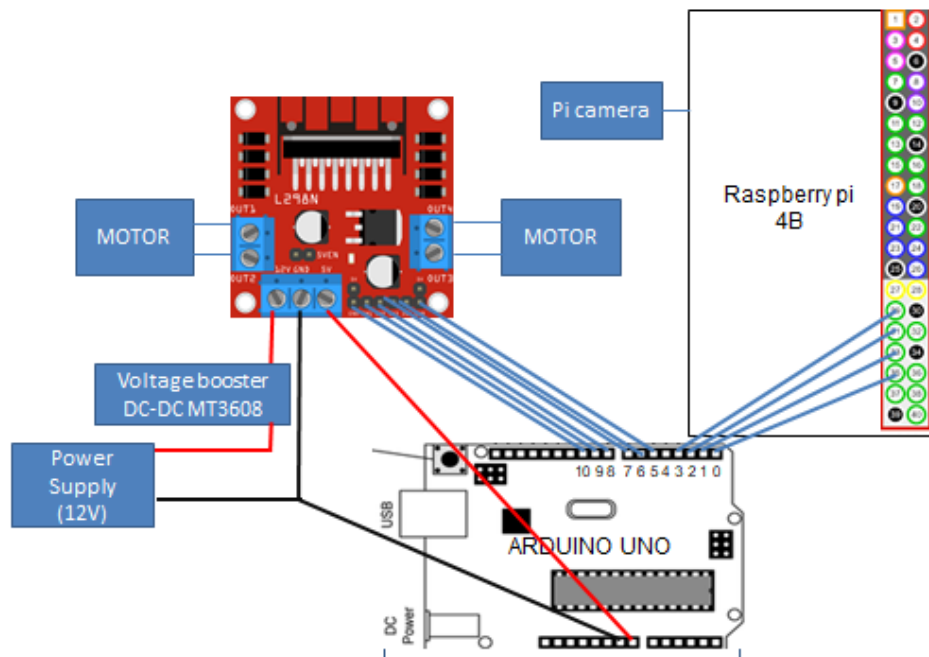 1 2
3 4
5 6
7 8
9 10
11 12
13 14
15 16
17 18
19 20
21 22
23 24
25 26
27 28
29 30
31 32
33 34
35 36
37 38
39 40
Pi camera
Raspberry pi
4B
L298N
OUT1
OUT4
MOTOR
MOTOR
5VEN
OUT2
12V GND 5V
OUT3
Voltage booster
DC-DC MT3608
Power
Supply
(12V)
10 9 8 7 6 5 4 3 2 1 0
USB
ARDUINO UNO
DC
Power